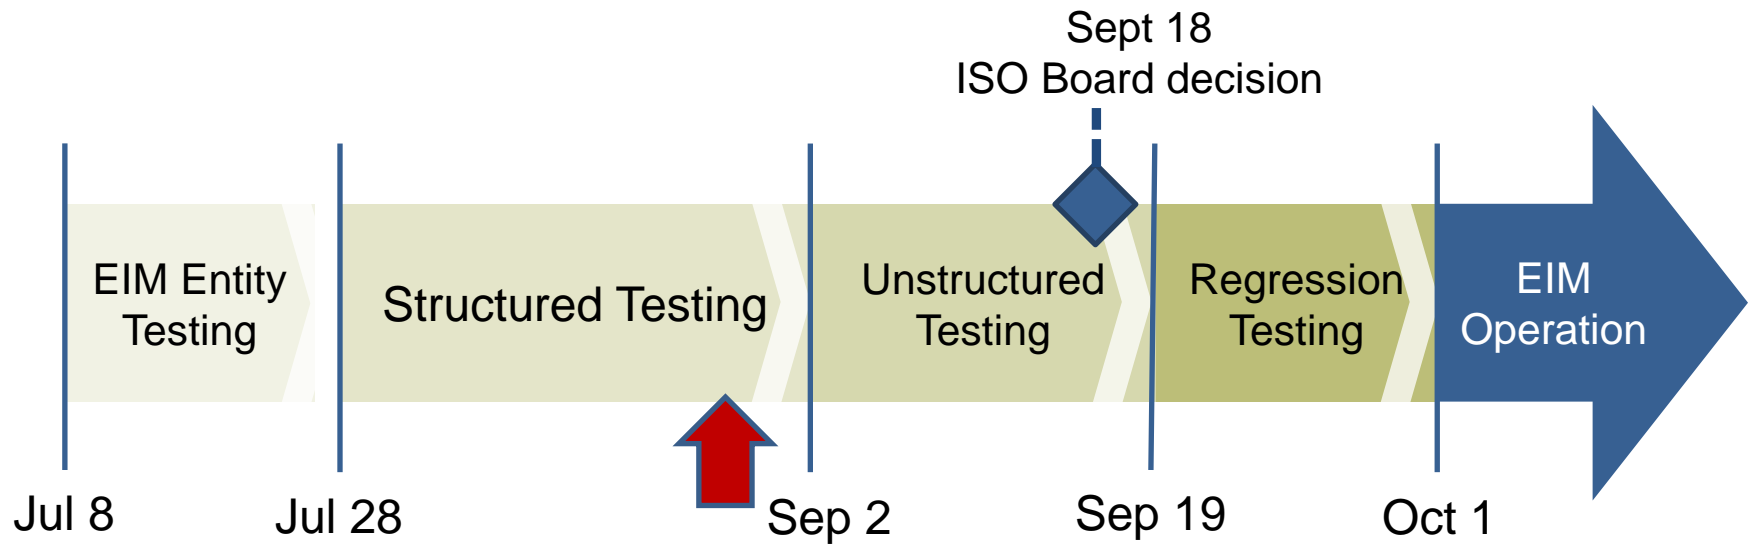 Sept 18
ISO Board decision
EIM Entity
Testing
Structured Testing
Unstructured
Testing
Regression
Testing
EIM
Operation
Jul 8
Jul 28
Sep 2
Sep 19
Oct 1